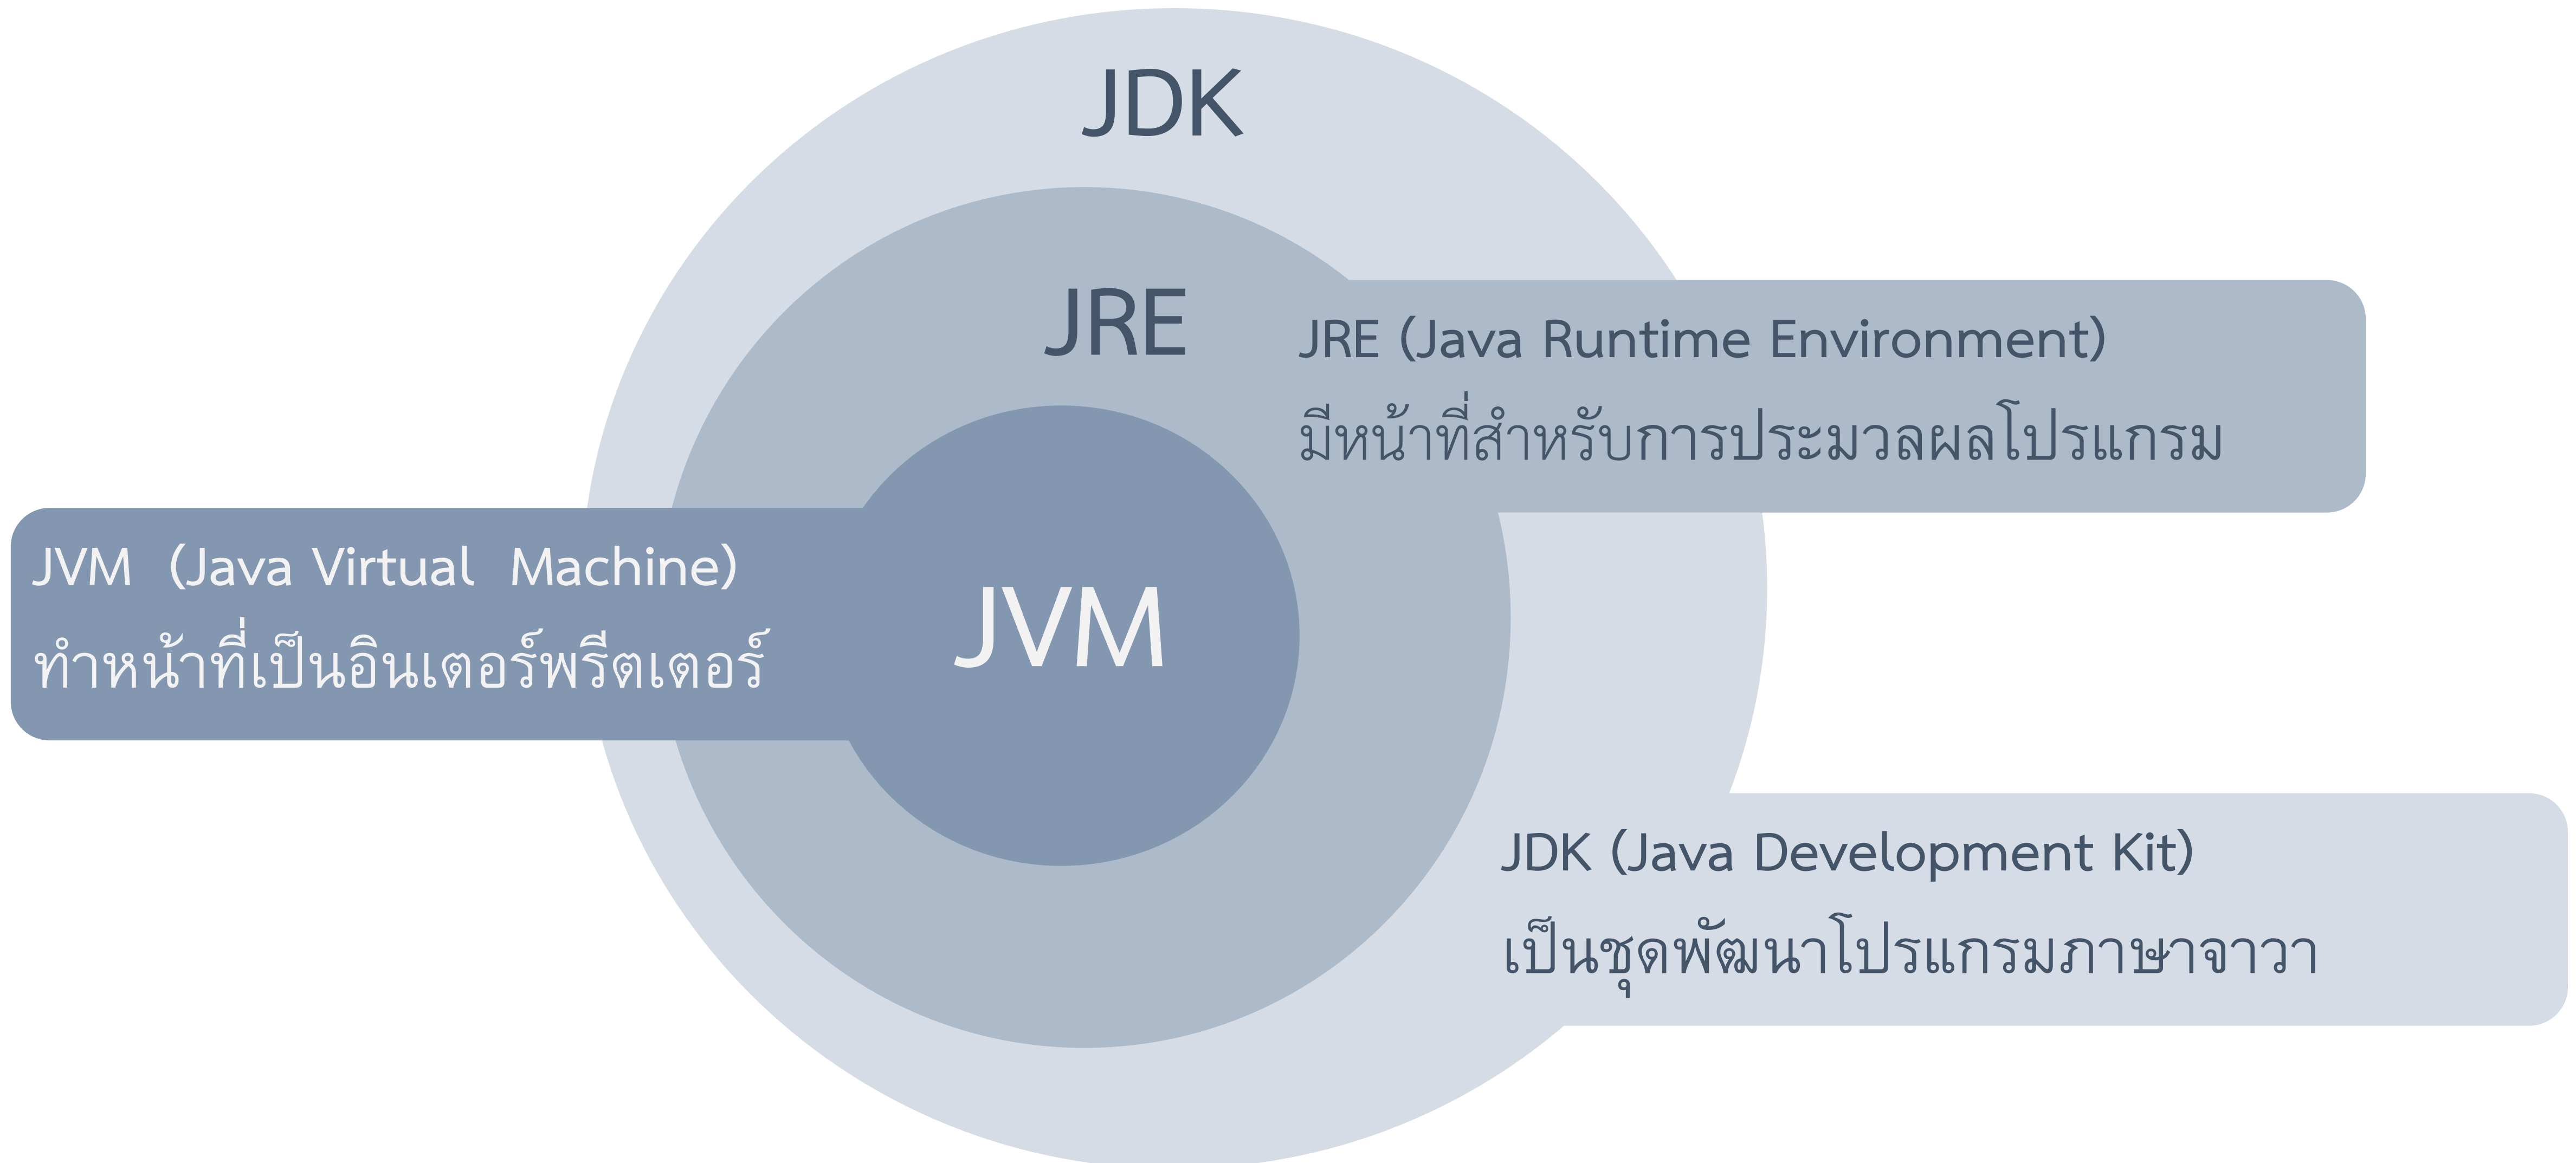 JDK
JRE
JRE (Java Runtime Environment)
มีหน้าที่สำหรับการประมวลผลโปรแกรม
JVM (Java Virtual Machine)
ทำหน้าที่เป็นอินเตอร์พรีตเตอร์
JVM
JDK (Java Development Kit)
เป็นชุดพัฒนาโปรแกรมภาษาจาวา